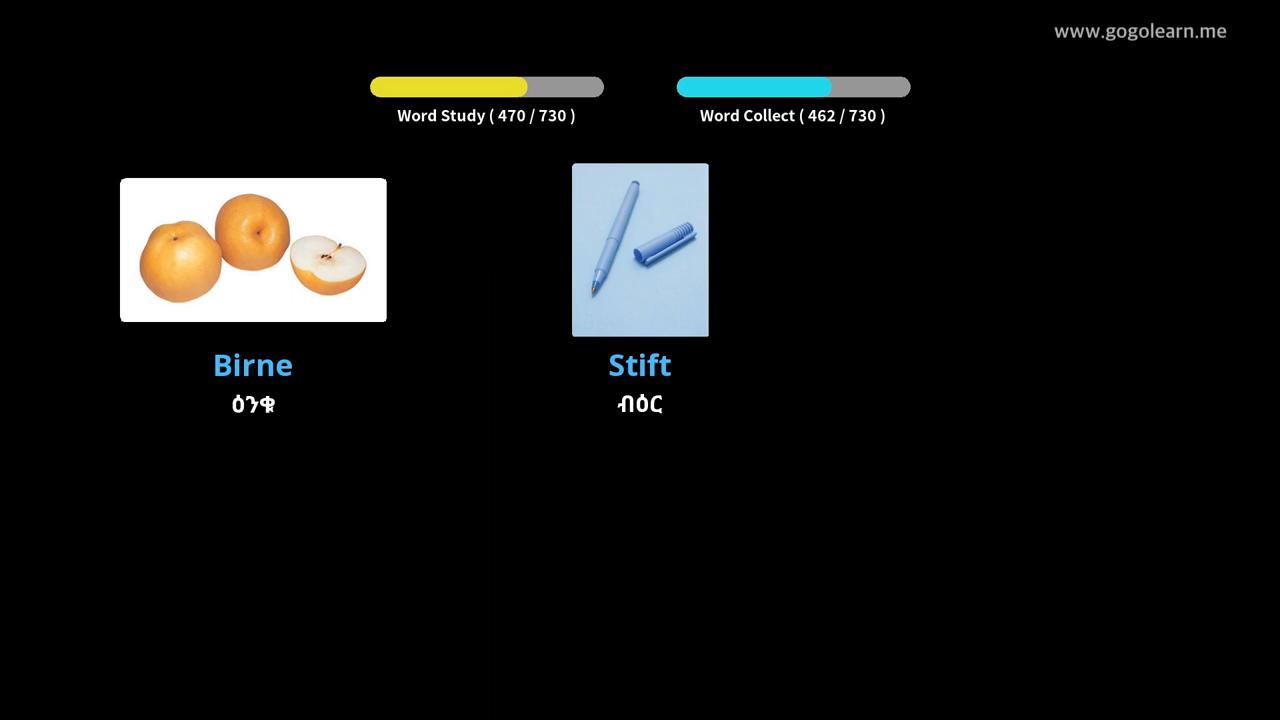 www.gogolearn.me
Word Study ( 470 / 730 )
Word Collect ( 462 / 730 )
Birne
ዕንቁ
Stift
ብዕር